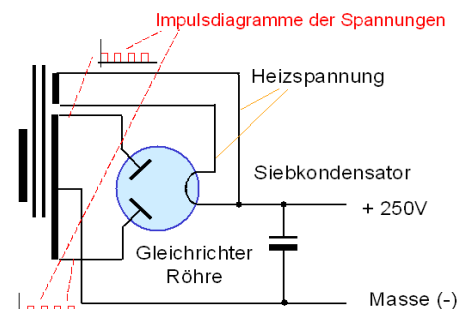 Impulsdiagramme der Spannungen
Heizspannung
Siebkondensator
+ 250V
Gleichrichter
Röhre
Masse (-)